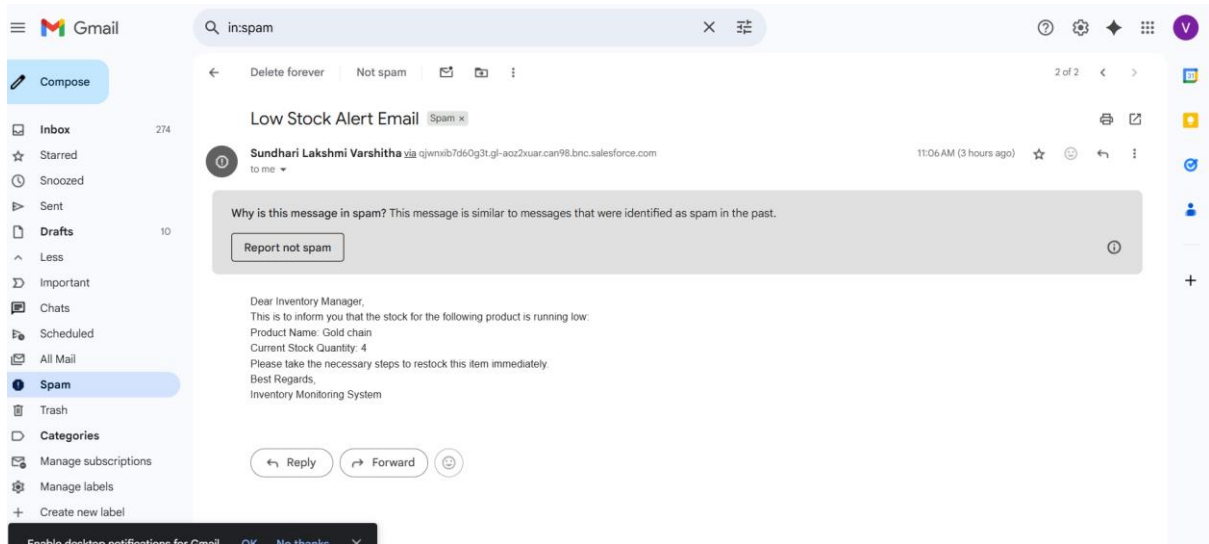 Gmail
in:spam
V
Compose
Delete forever
Not spam
2 of 2
31
Low Stock Alert Email Spam ×
Inbox 274
Starred
Snoozed
Sent
Drafts 10
Less
Important
Chats
Scheduled
All Mail
Spam
Trash
Categories
Manage subscriptions
Manage labels
Create new label
Sundhari Lakshmi Varshitha via qjwnxib7d60g3t.gl-aoz2xuar.can98.bnc.salesforce.com
11:06 AM (3 hours ago)
to me
Why is this message in spam? This message is similar to messages that were identified as spam in the past.
Report not spam
Dear Inventory Manager,
This is to inform you that the stock for the following product is running low:
Product Name: Gold chain
Current Stock Quantity: 4
Please take the necessary steps to restock this item immediately.
Best Regards,
Inventory Monitoring System
Reply
Forward
Enable desktop notifications for Gmail. OK No thanks ×